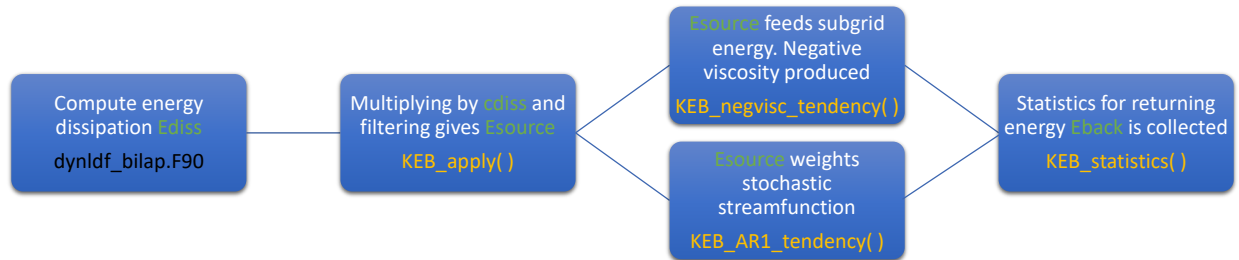 Compute energy
dissipation Ediss
dynldf_bilap.F90
Multiplying by cdiss and
filtering gives Esource
KEB_apply( )
Esource feeds subgrid
energy. Negative
viscosity produced
KEB_negvisc_tendency( )
Esource weights
stochastic
streamfunction
KEB_AR1_tendency( )
Statistics for returning
energy Eback is collected
KEB_statistics( )